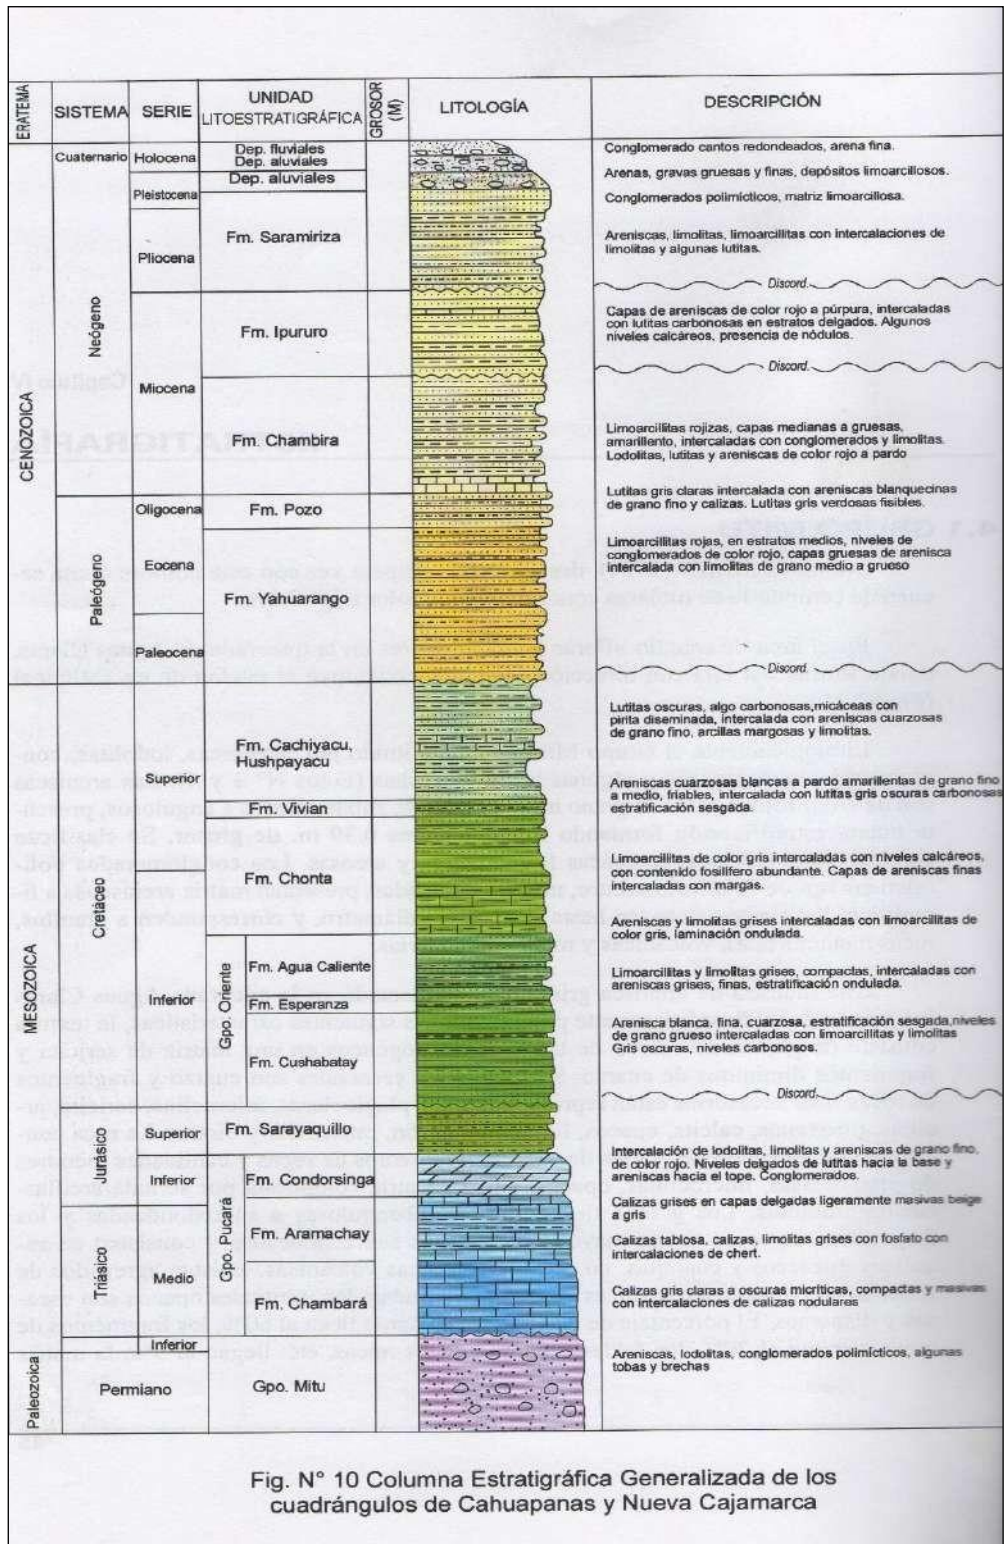 ERATEMA
SISTEMA
SERIE
UNIDAD
LITOESTRATIGRÁFICA
GROSOR
(M)
LITOLOGÍA
DESCRIPCIÓN
CENOZOICA
MESOZOICA
Paleozoica
Cuaternario
Neógeno
Paleógeno
Cretáceo
Jurásico
Triásico
Permiano
Holocena
Pleistocena
Pliocena
Miocena
Oligocena
Eocena
Paleocena
Superior
Inferior
Superior
Inferior
Medio
Inferior
Dep. fluviales
Dep. aluviales
Dep. aluviales
Fm. Saramiriza
Fm. Ipururo
Fm. Chambira
Fm. Pozo
Fm. Yahuarango
Fm. Cachiyacu,
Hushpayacu
Fm. Vivian
Fm. Chonta
Gpo. Oriente
Fm. Agua Caliente
Fm. Esperanza
Fm. Cushabatay
Fm. Sarayaquillo
Gpo. Pucará
Fm. Condorsinga
Fm. Aramachay
Fm. Chambará
Gpo. Mitu
Conglomerado cantos redondeados, arena fina.
Arenas, gravas gruesas y finas, depósitos limoarcillosos.
Conglomerados polimícticos, matriz limoarcillosa.
Areniscas, limolitas, limoarcillitas con intercalaciones de
limolitas y algunas lutitas.
Discord.
Capas de areniscas de color rojo a púrpura, intercaladas
con lutitas carbonosas en estratos delgados. Algunos
niveles calcáreos, presencia de nódulos.
Discord.
Limoarcillitas rojizas, capas medianas a gruesas,
amarillento, intercaladas con conglomerados y limolitas.
Lodolitas, lutitas y areniscas de color rojo a pardo
Lutitas gris claras intercalada con areniscas blanquecinas
de grano fino y calizas. Lutitas gris verdosas fisibles.
Limoarcillitas rojas, en estratos medios, niveles de
conglomerados de color rojo, capas gruesas de arenisca
intercalada con limolitas de grano medio a grueso
Discord.
Lutitas oscuras, algo carbonosas,micáceas con
pirita diseminada, intercalada con areniscas cuarzosas
de grano fino, arcillas margosas y limolitas.
Areniscas cuarzosas blancas a pardo amarillentas de grano fino
a medio, friables, intercalada con lutitas gris oscuras carbonosas
estratificación sesgada.
Limoarcillitas de color gris intercaladas con niveles calcáreos,
con contenido fosilífero abundante. Capas de areniscas finas
intercaladas con margas.
Areniscas y limolitas grises intercaladas con limoarcillitas de
color gris, laminación ondulada.
Limoarcillitas y limolitas grises, compactas, intercaladas con
areniscas grises, finas, estratificación ondulada.
Arenisca blanca, fina, cuarzosa, estratificación sesgada,niveles
de grano grueso intercaladas con limoarcillitas y limolitas
Gris oscuras, niveles carbonosos.
Discord.
Intercalación de lodolitas, limolitas y areniscas de grano fino,
de color rojo. Niveles delgados de lutitas hacia la base y
areniscas hacia el tope. Conglomerados.
Calizas grises en capas delgadas ligeramente masivas beige
a gris
Calizas tablosa, calizas, limolitas grises con fosfato con
intercalaciones de chert.
Calizas gris claras a oscuras micríticas, compactas y masivas
con intercalaciones de calizas nodulares
Areniscas, lodolitas, conglomerados polimícticos, algunas
tobas y brechas
Fig. N° 10 Columna Estratigráfica Generalizada de los
cuadrángulos de Cahuapanas y Nueva Cajamarca